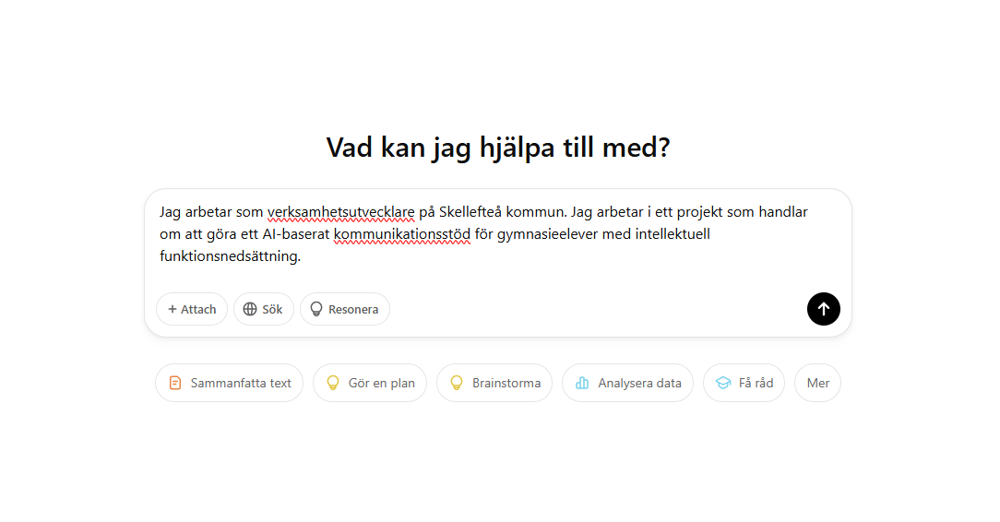 Vad kan jag hjälpa till med?
Jag arbetar som verksamhetsutvecklare på Skellefteå kommun. Jag arbetar i ett projekt som handlar
om att göra ett AI-baserat kommunikationsstöd för gymnasieelever med intellektuell
funktionsnedsättning.
+ Attach Sök Resonera
Sammanfatta text Gör en plan Brainstorma Analysera data Få råd Mer